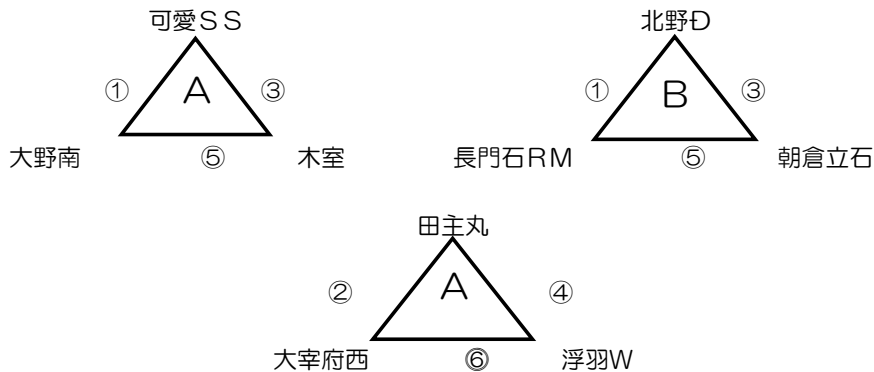 可愛ＳＳ 北野Ð
① A ③ ① B ③
大野南 ⑤ 木室 長門石ＲＭ ⑤ 朝倉立石
田主丸
② A ④
大宰府西 ⑥ 浮羽Ｗ